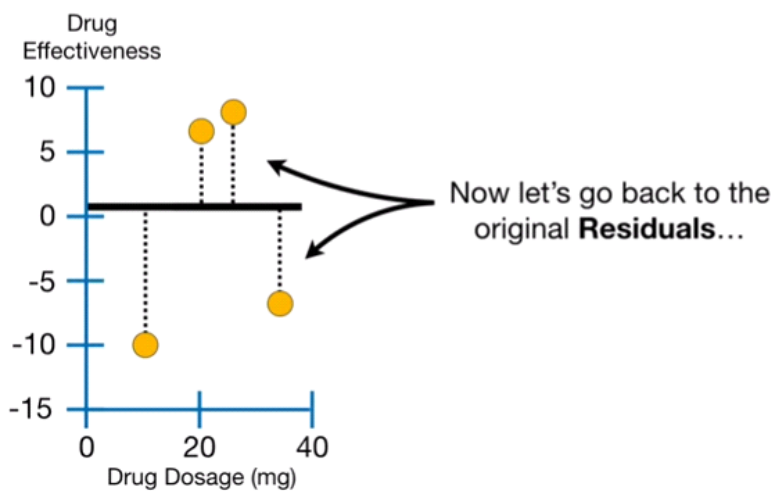 Drug
Effectiveness
10
5
0
-5
-10
-15
0 20 40
Drug Dosage (mg)
Now let's go back to the
original Residuals...